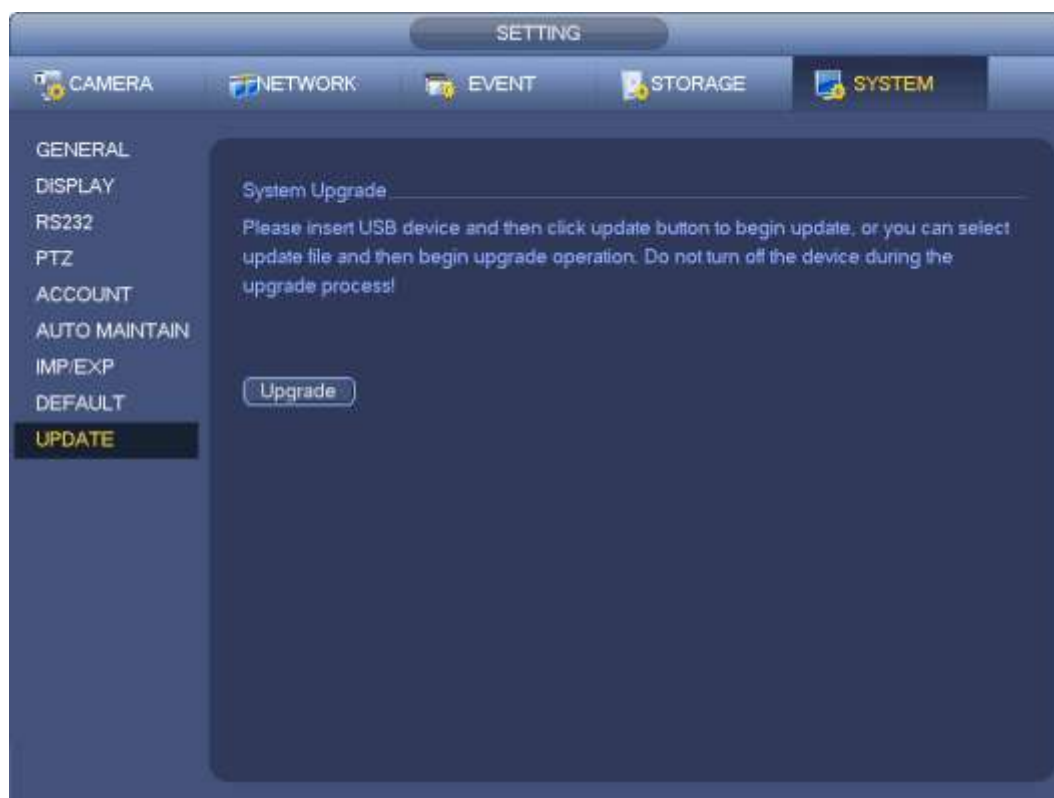 SETTING
CAMERA NETWORK EVENT STORAGE SYSTEM
GENERAL
DISPLAY
RS232
PTZ
ACCOUNT
AUTO MAINTAIN
IMP/EXP
DEFAULT
UPDATE
System Upgrade
Please insert USB device and then click update button to begin update, or you can select
update file and then begin upgrade operation. Do not turn off the device during the
upgrade process!
Upgrade